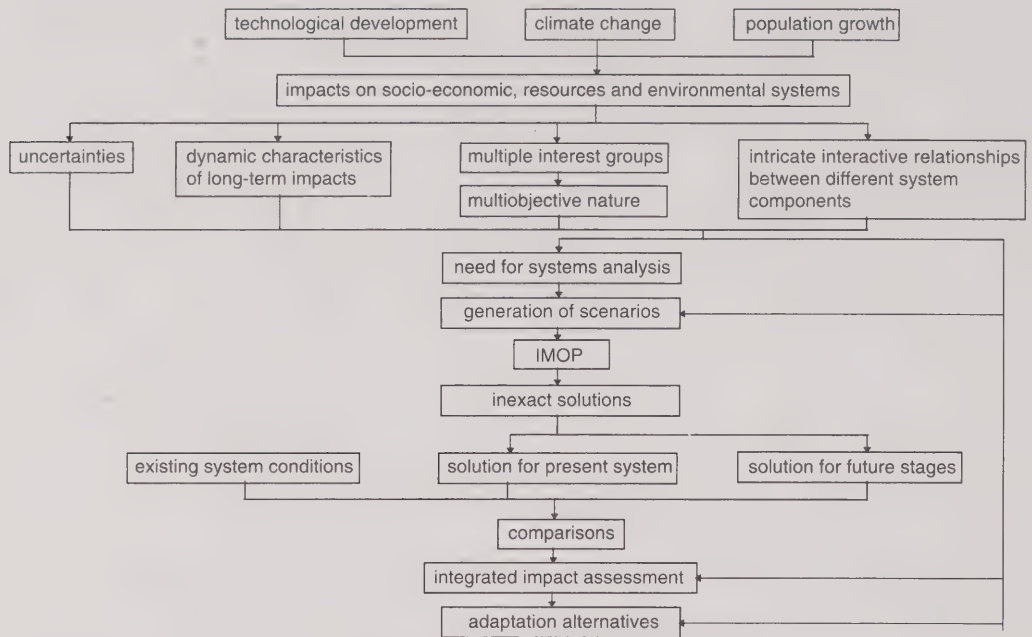 technological development
climate change
population growth
impacts on socio-economic, resources and environmental systems
uncertainties
dynamic characteristics
of long-term impacts
multiple interest groups
multiobjective nature
intricate interactive relationships
between different system
components
need for systems analysis
generation of scenarios
IMOP
inexact solutions
existing system conditions
solution for present system
solution for future stages
comparisons
integrated impact assessment
adaptation alternatives